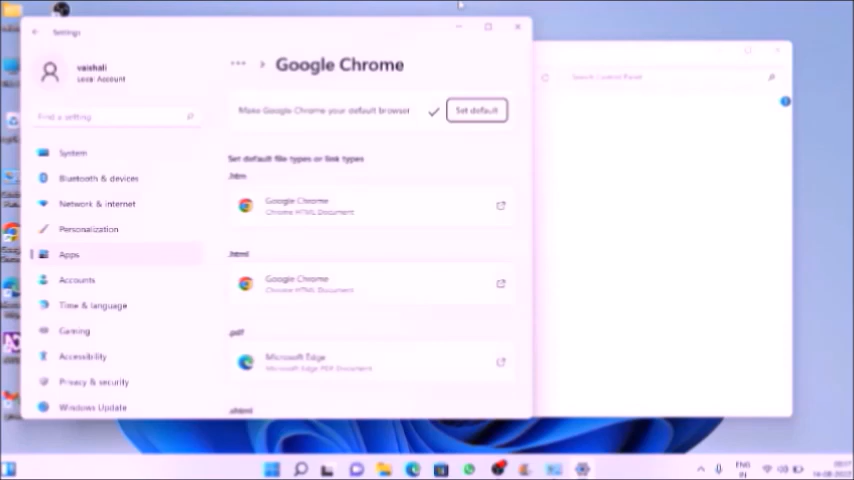 Settings
Google Chrome
vaishali
Local Account
Make Google Chrome your default browser
Set default
Find a setting
Search Control Panel
Set default file types or link types
.htm
Google Chrome
Chrome HTML Document
.html
Google Chrome
Chrome HTML Document
.pdf
Microsoft Edge
Microsoft Edge PDF Document
.shtml
System
Bluetooth & devices
Network & internet
Personalization
Apps
Accounts
Time & language
Gaming
Accessibility
Privacy & security
Windows Update
ENG
IN